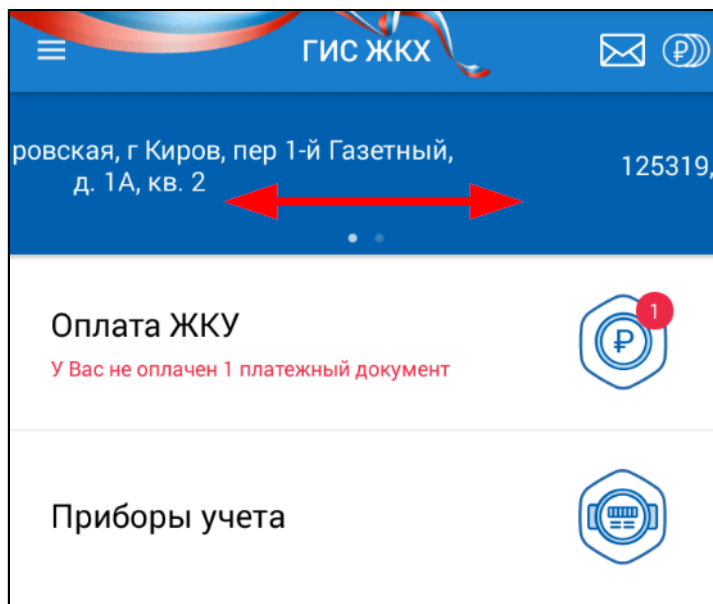 ГИС ЖКХ
ровская, г Киров, пер 1-й Газетный,
д. 1А, кв. 2
125319,
Оплата ЖКУ
1
У Вас не оплачен 1 платежный документ
Приборы учета